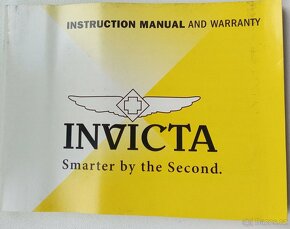 INSTRUCTION MANUAL AND WARRANTY
INVICTA
Smarter by the Second.